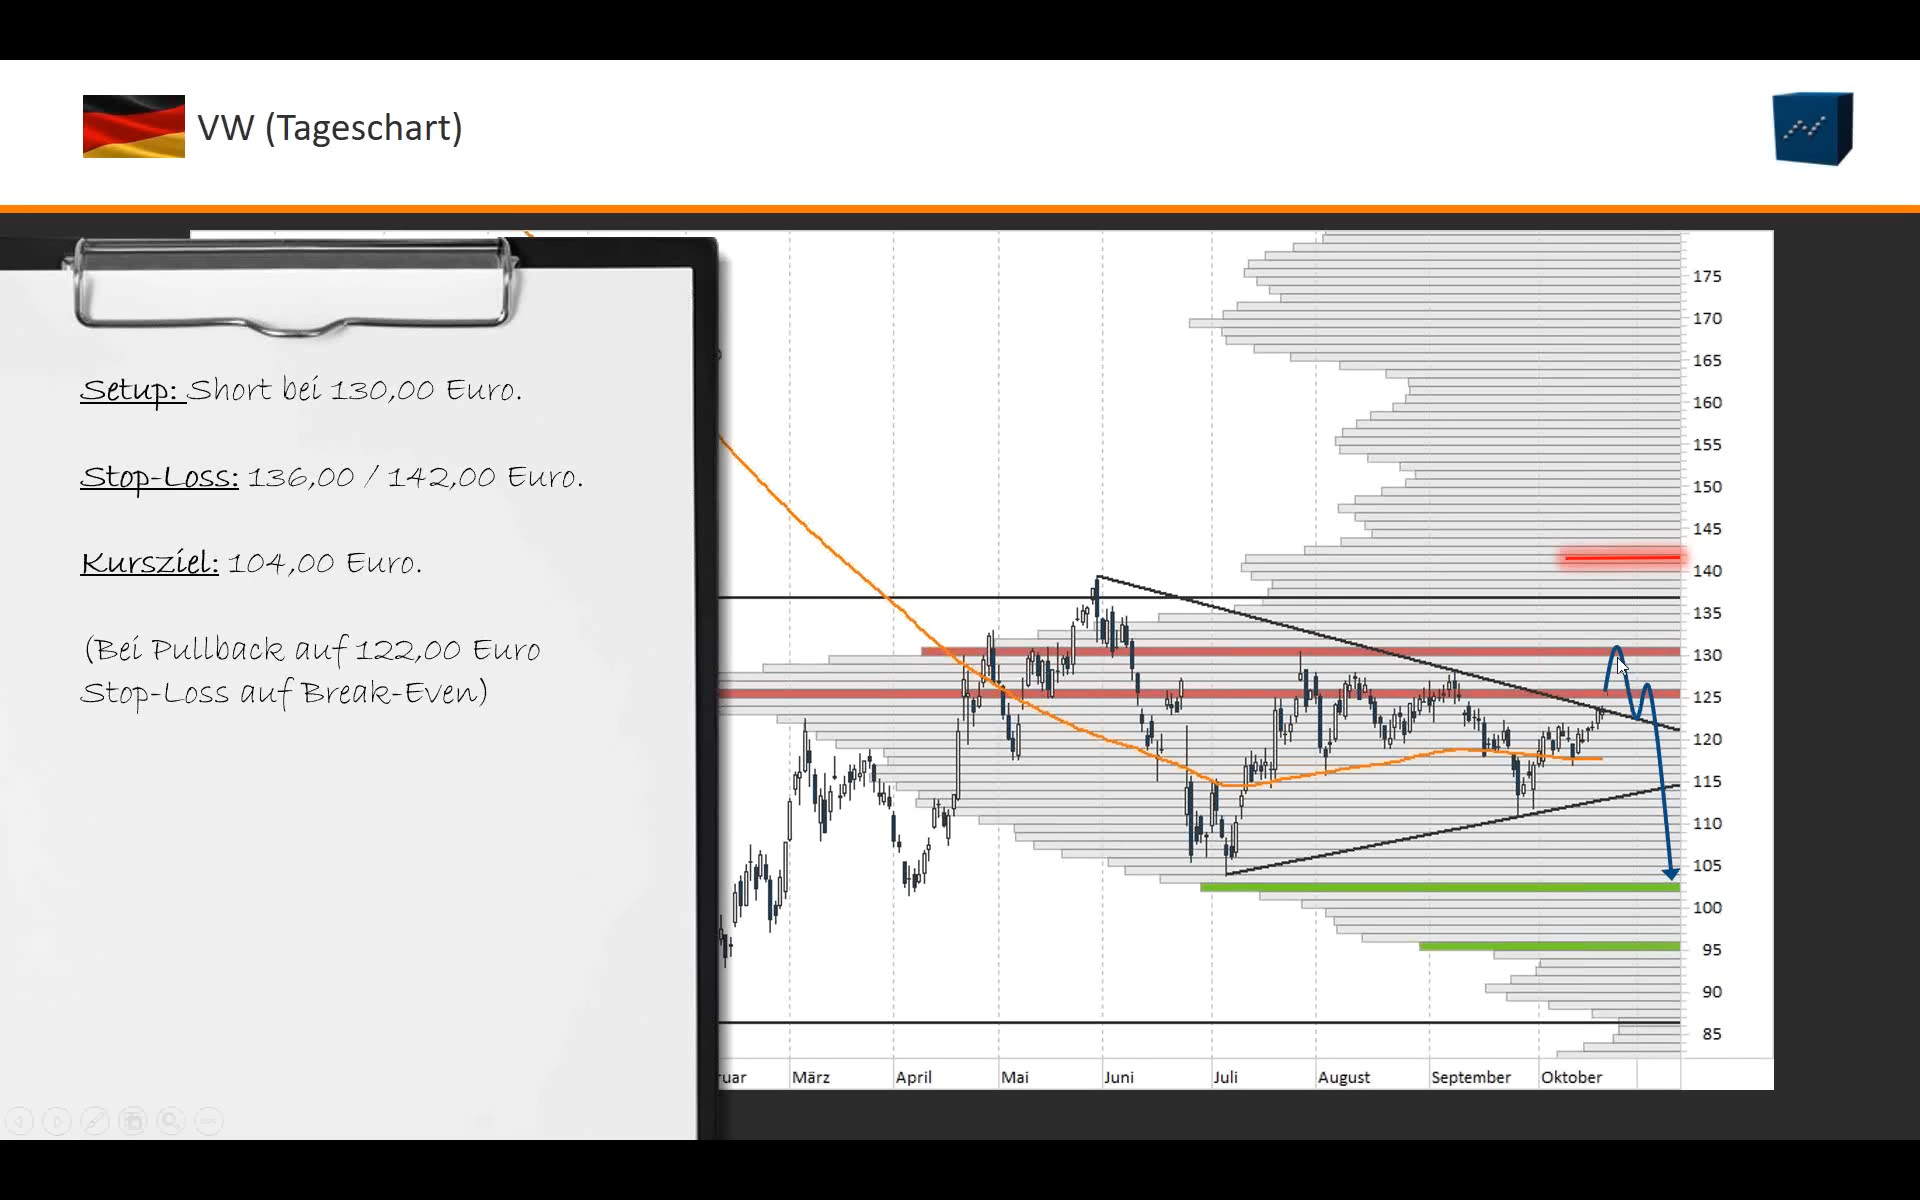 VW (Tageschart)
Setup: Short bei 130,00 Euro.
Stop-Loss: 136,00 / 142,00 Euro.
Kursziel: 104,00 Euro.
(Bei Pullback auf 122,00 Euro
Stop-Loss auf Break-Even)
175
170
165
160
155
150
145
140
135
130
125
120
115
110
105
100
95
90
85
ruar März April Mai Juni Juli August September Oktober